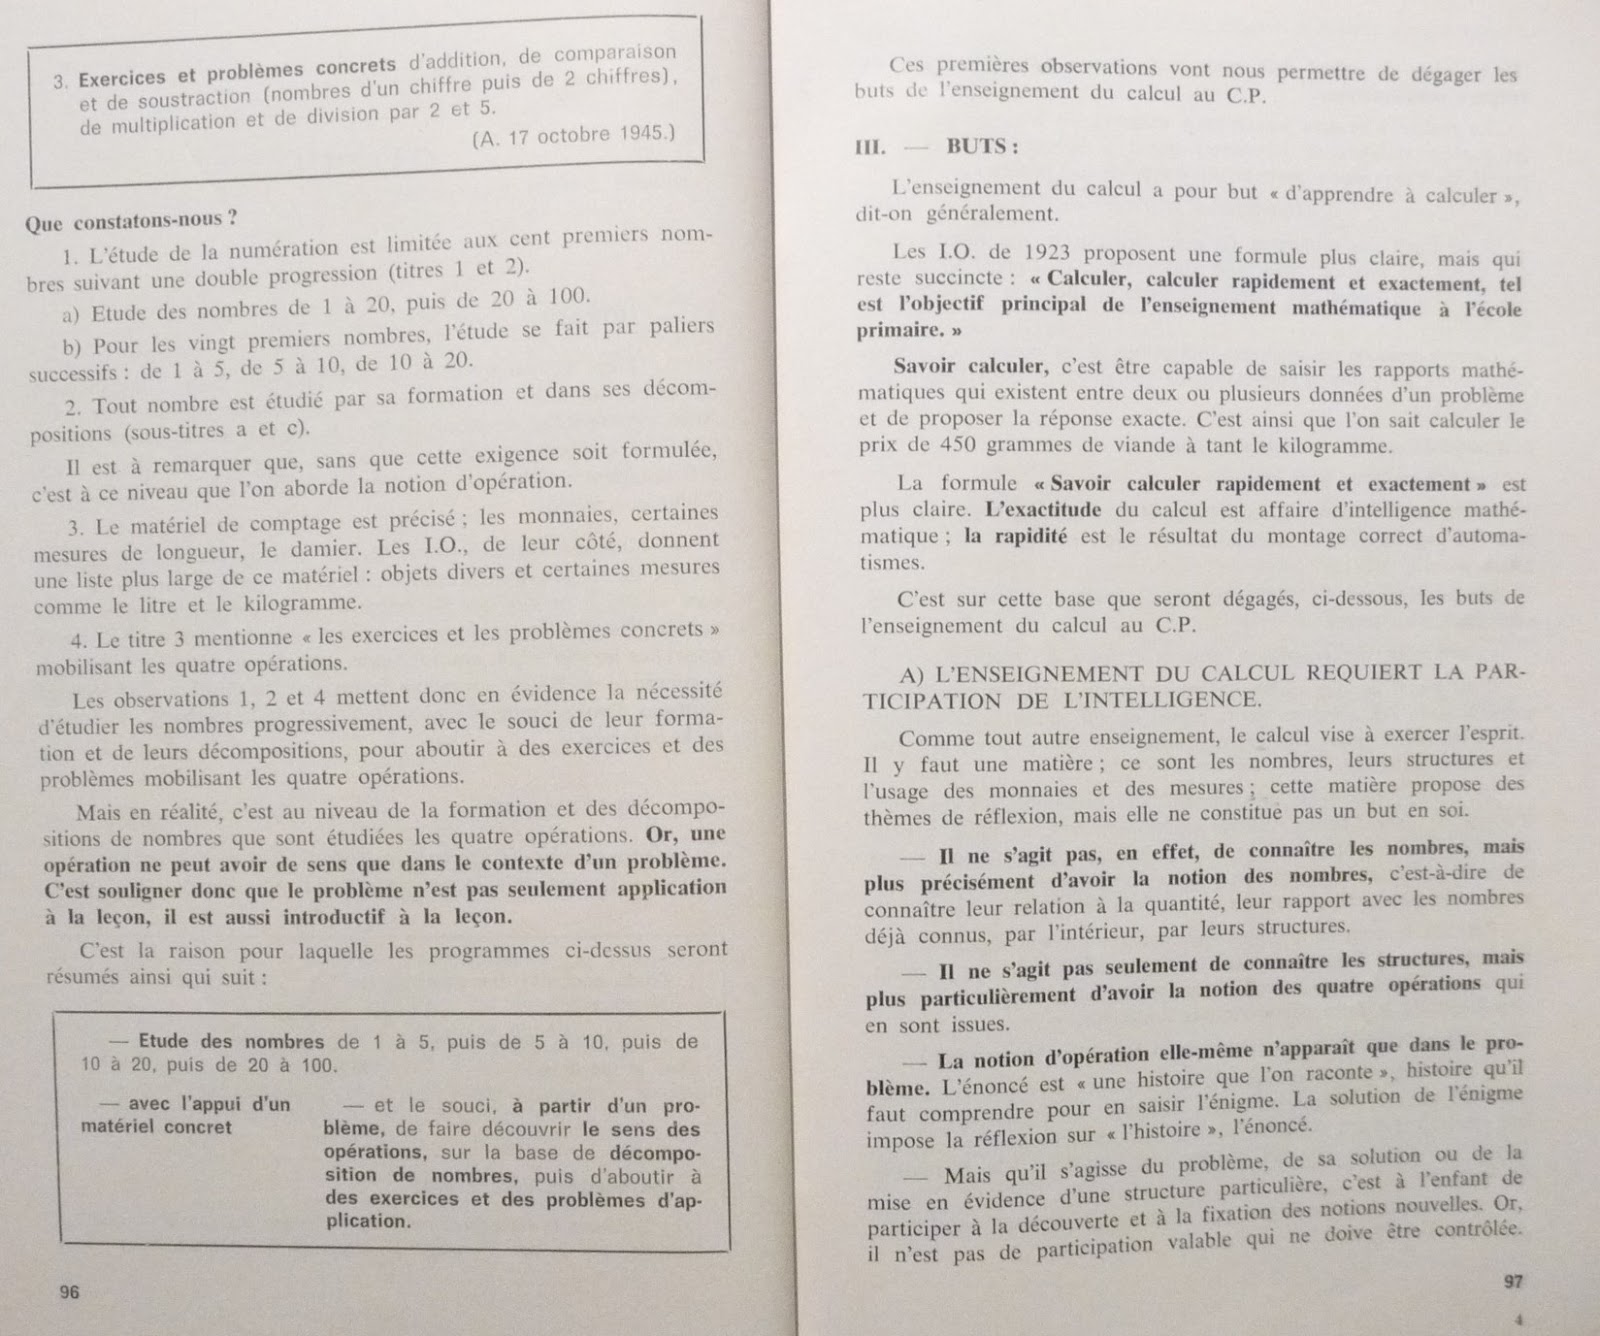 3. Exercices et problèmes concrets d'addition, de comparaison
et de soustraction (nombres d'un chiffre puis de 2 chiffres),
de multiplication et de division par 2 et 5.
(A. 17 octobre 1945.)
Que constatons-nous ?
1. L'étude de la numération est limitée aux cent premiers nom-
bres suivant une double progression (titres 1 et 2).
a) Etude des nombres de 1 à 20, puis de 20 à 100.
b) Pour les vingt premiers nombres, l'étude se fait par paliers
successifs : de 1 à 5, de 5 à 10, de 10 à 20.
2. Tout nombre est étudié par sa formation et dans ses décom-
positions (sous-titres a et c).
Il est à remarquer que, sans que cette exigence soit formulée,
c'est à ce niveau que l'on aborde la notion d'opération.
3. Le matériel de comptage est précisé ; les monnaies, certaines
mesures de longueur, le damier. Les I.O., de leur côté, donnent
une liste plus large de ce matériel : objets divers et certaines mesures
comme le litre et le kilogramme.
4. Le titre 3 mentionne « les exercices et les problèmes concrets »
mobilisant les quatre opérations.
Les observations 1, 2 et 4 mettent donc en évidence la nécessité
d'étudier les nombres progressivement, avec le souci de leur forma-
tion et de leurs décompositions, pour aboutir à des exercices et des
problèmes mobilisant les quatre opérations.
Mais en réalité, c'est au niveau de la formation et des décompo-
sitions de nombres que sont étudiées les quatre opérations. Or, une
opération ne peut avoir de sens que dans le contexte d'un problème.
C'est souligner donc que le problème n'est pas seulement application
à la leçon, il est aussi introductif à la leçon.
C'est la raison pour laquelle les programmes ci-dessus seront
résumés ainsi qui suit :
— Etude des nombres de 1 à 5, puis de 5 à 10, puis de
10 à 20, puis de 20 à 100.
— avec l'appui d'un
matériel concret
— et le souci, à partir d'un pro-
blème, de faire découvrir le sens des
opérations, sur la base de décompo-
sition de nombres, puis d'aboutir à
des exercices et des problèmes d'ap-
plication.
96
Ces premières observations vont nous permettre de dégager les
buts de l'enseignement du calcul au C.P.
III. — BUTS :
L'enseignement du calcul a pour but « d'apprendre à calculer »,
dit-on généralement.
Les I.O. de 1923 proposent une formule plus claire, mais qui
reste succincte : « Calculer, calculer rapidement et exactement, tel
est l'objectif principal de l'enseignement mathématique à l'école
primaire. »
Savoir calculer, c'est être capable de saisir les rapports mathé-
matiques qui existent entre deux ou plusieurs données d'un problème
et de proposer la réponse exacte. C'est ainsi que l'on sait calculer le
prix de 450 grammes de viande à tant le kilogramme.
La formule « Savoir calculer rapidement et exactement » est
plus claire. L'exactitude du calcul est affaire d'intelligence mathé-
matique ; la rapidité est le résultat du montage correct d'automa-
tismes.
C'est sur cette base que seront dégagés, ci-dessous, les buts de
l'enseignement du calcul au C.P.
A) L'ENSEIGNEMENT DU CALCUL REQUIERT LA PAR-
TICIPATION DE L'INTELLIGENCE.
Comme tout autre enseignement, le calcul vise à exercer l'esprit.
Il y faut une matière ; ce sont les nombres, leurs structures et
l'usage des monnaies et des mesures ; cette matière propose des
thèmes de réflexion, mais elle ne constitue pas un but en soi.
— Il ne s'agit pas, en effet, de connaître les nombres, mais
plus précisément d'avoir la notion des nombres, c'est-à-dire de
connaître leur relation à la quantité, leur rapport avec les nombres
déjà connus, par l'intérieur, par leurs structures.
— Il ne s'agit pas seulement de connaître les structures, mais
plus particulièrement d'avoir la notion des quatre opérations qui
en sont issues.
— La notion d'opération elle-même n'apparaît que dans le pro-
blème. L'énoncé est « une histoire que l'on raconte », histoire qu'il
faut comprendre pour en saisir l'énigme. La solution de l'énigme
impose la réflexion sur « l'histoire », l'énoncé.
— Mais qu'il s'agisse du problème, de sa solution ou de la
mise en évidence d'une structure particulière, c'est à l'enfant de
participer à la découverte et à la fixation des notions nouvelles. Or,
il n'est pas de participation valable qui ne doive être contrôlée.
97
4